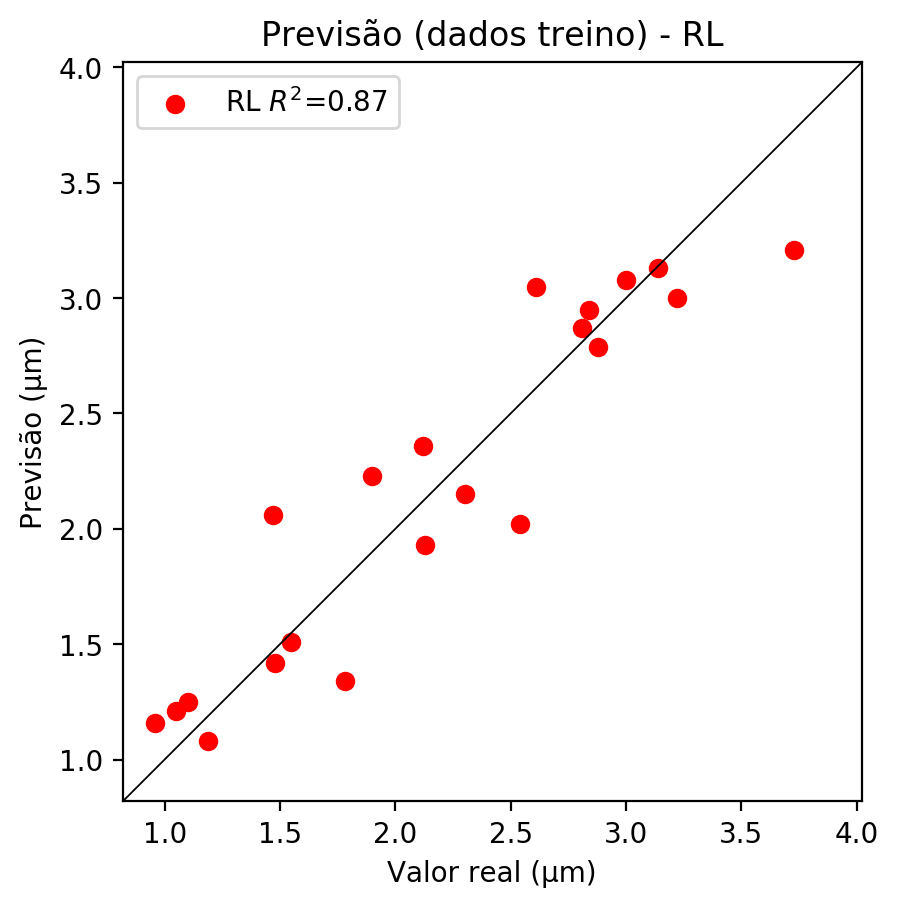 Previsão (dados treino) - RL
RL R²=0.87
4.0
3.5
3.0
2.5
2.0
1.5
1.0
Previsão (μm)
1.0 1.5 2.0 2.5 3.0 3.5 4.0
Valor real (μm)